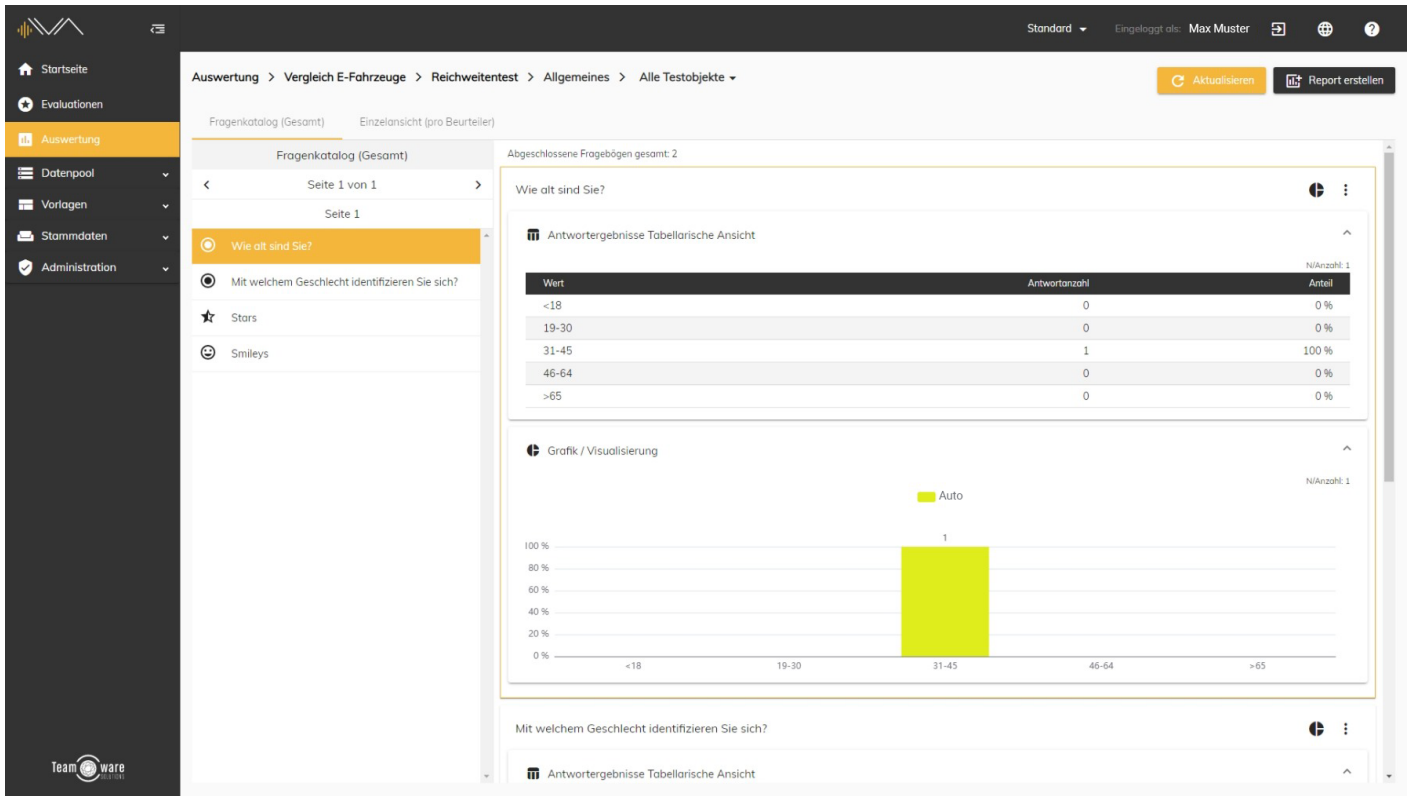 Standard
Eingeloggt als: Max Muster
Startseite
Evaluationen
Auswertung
Datenpool
Vorlagen
Stammdaten
Administration
Team ware
SOLUTIONS
Auswertung > Vergleich E-Fahrzeuge > Reichweitentest > Allgemeines > Alle Testobjekte
Aktualisieren
Report erstellen
Fragenkatalog (Gesamt)
Einzelansicht (pro Beurteiler)
Fragenkatalog (Gesamt)
Seite 1 von 1
Seite 1
Wie alt sind Sie?
Mit welchem Geschlecht identifizieren Sie sich?
Stars
Smileys
Abgeschlossene Fragebögen gesamt: 2
Wie alt sind Sie?
Antwortergebnisse Tabellarische Ansicht
N/Anzahl: 1
Wert Antwortanzahl Anteil
<18 0 0 %
19-30 0 0 %
31-45 1 100 %
46-64 0 0 %
>65 0 0 %
Grafik / Visualisierung
N/Anzahl: 1
Auto
1
100 %
80 %
60 %
40 %
20 %
0 %
<18 19-30 31-45 46-64 >65
Mit welchem Geschlecht identifizieren Sie sich?
Antwortergebnisse Tabellarische Ansicht